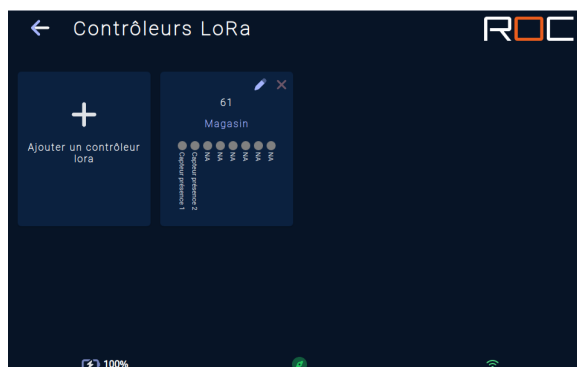 Contrôleurs LoRa
ROC
Ajouter un contrôleur
lora
61
Magasin
Capteur présence 1
Capteur présence 2
NA
NA
NA
NA
NA
NA
100%